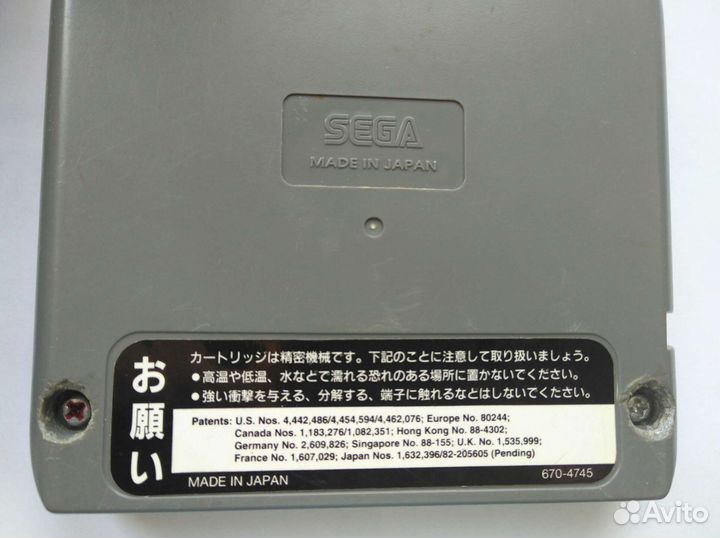 SEGA
MADE IN JAPAN
お願い
カートリッジは精密機械です。下記のことに注意して取り扱いましょう。
●高温や低温、水などで濡れる恐れのある場所に置かないでください。
●強い衝撃を与える、分解する、端子に触れるなどはしないでください。
Patents: U.S. Nos. 4,442,486/4,454,594/4,462,076; Europe No. 80244;
Canada Nos. 1,183,276/1,082,351; Hong Kong No. 88-4302;
Germany No. 2,609,826; Singapore No. 88-155; U.K. No. 1,535,999;
France No. 1,607,029; Japan Nos. 1,632,396/82-205605 (Pending)
MADE IN JAPAN
670-4745
Avito